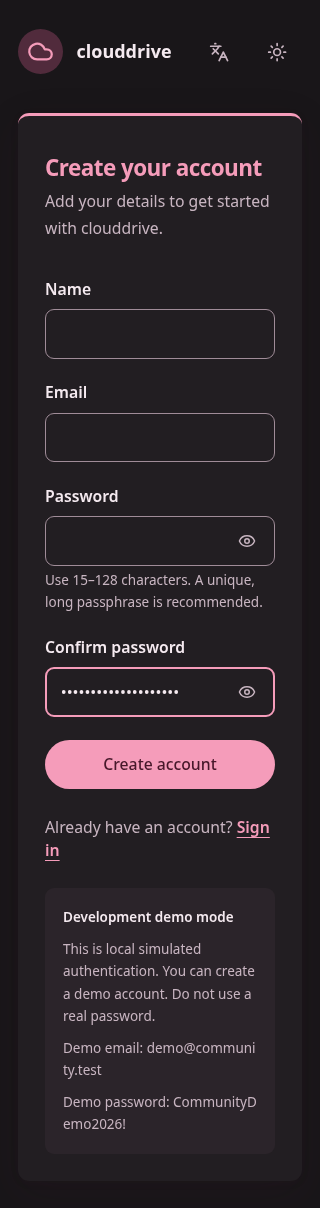 clouddrive
Create your account
Add your details to get started
with clouddrive.
Name
Email
Password
Use 15–128 characters. A unique,
long passphrase is recommended.
Confirm password
••••••••••••••••••••
Create account
Already have an account? Sign
in
Development demo mode
This is local simulated
authentication. You can create
a demo account. Do not use a
real password.
Demo email: demo@communi
ty.test
Demo password: CommunityD
emo2026!